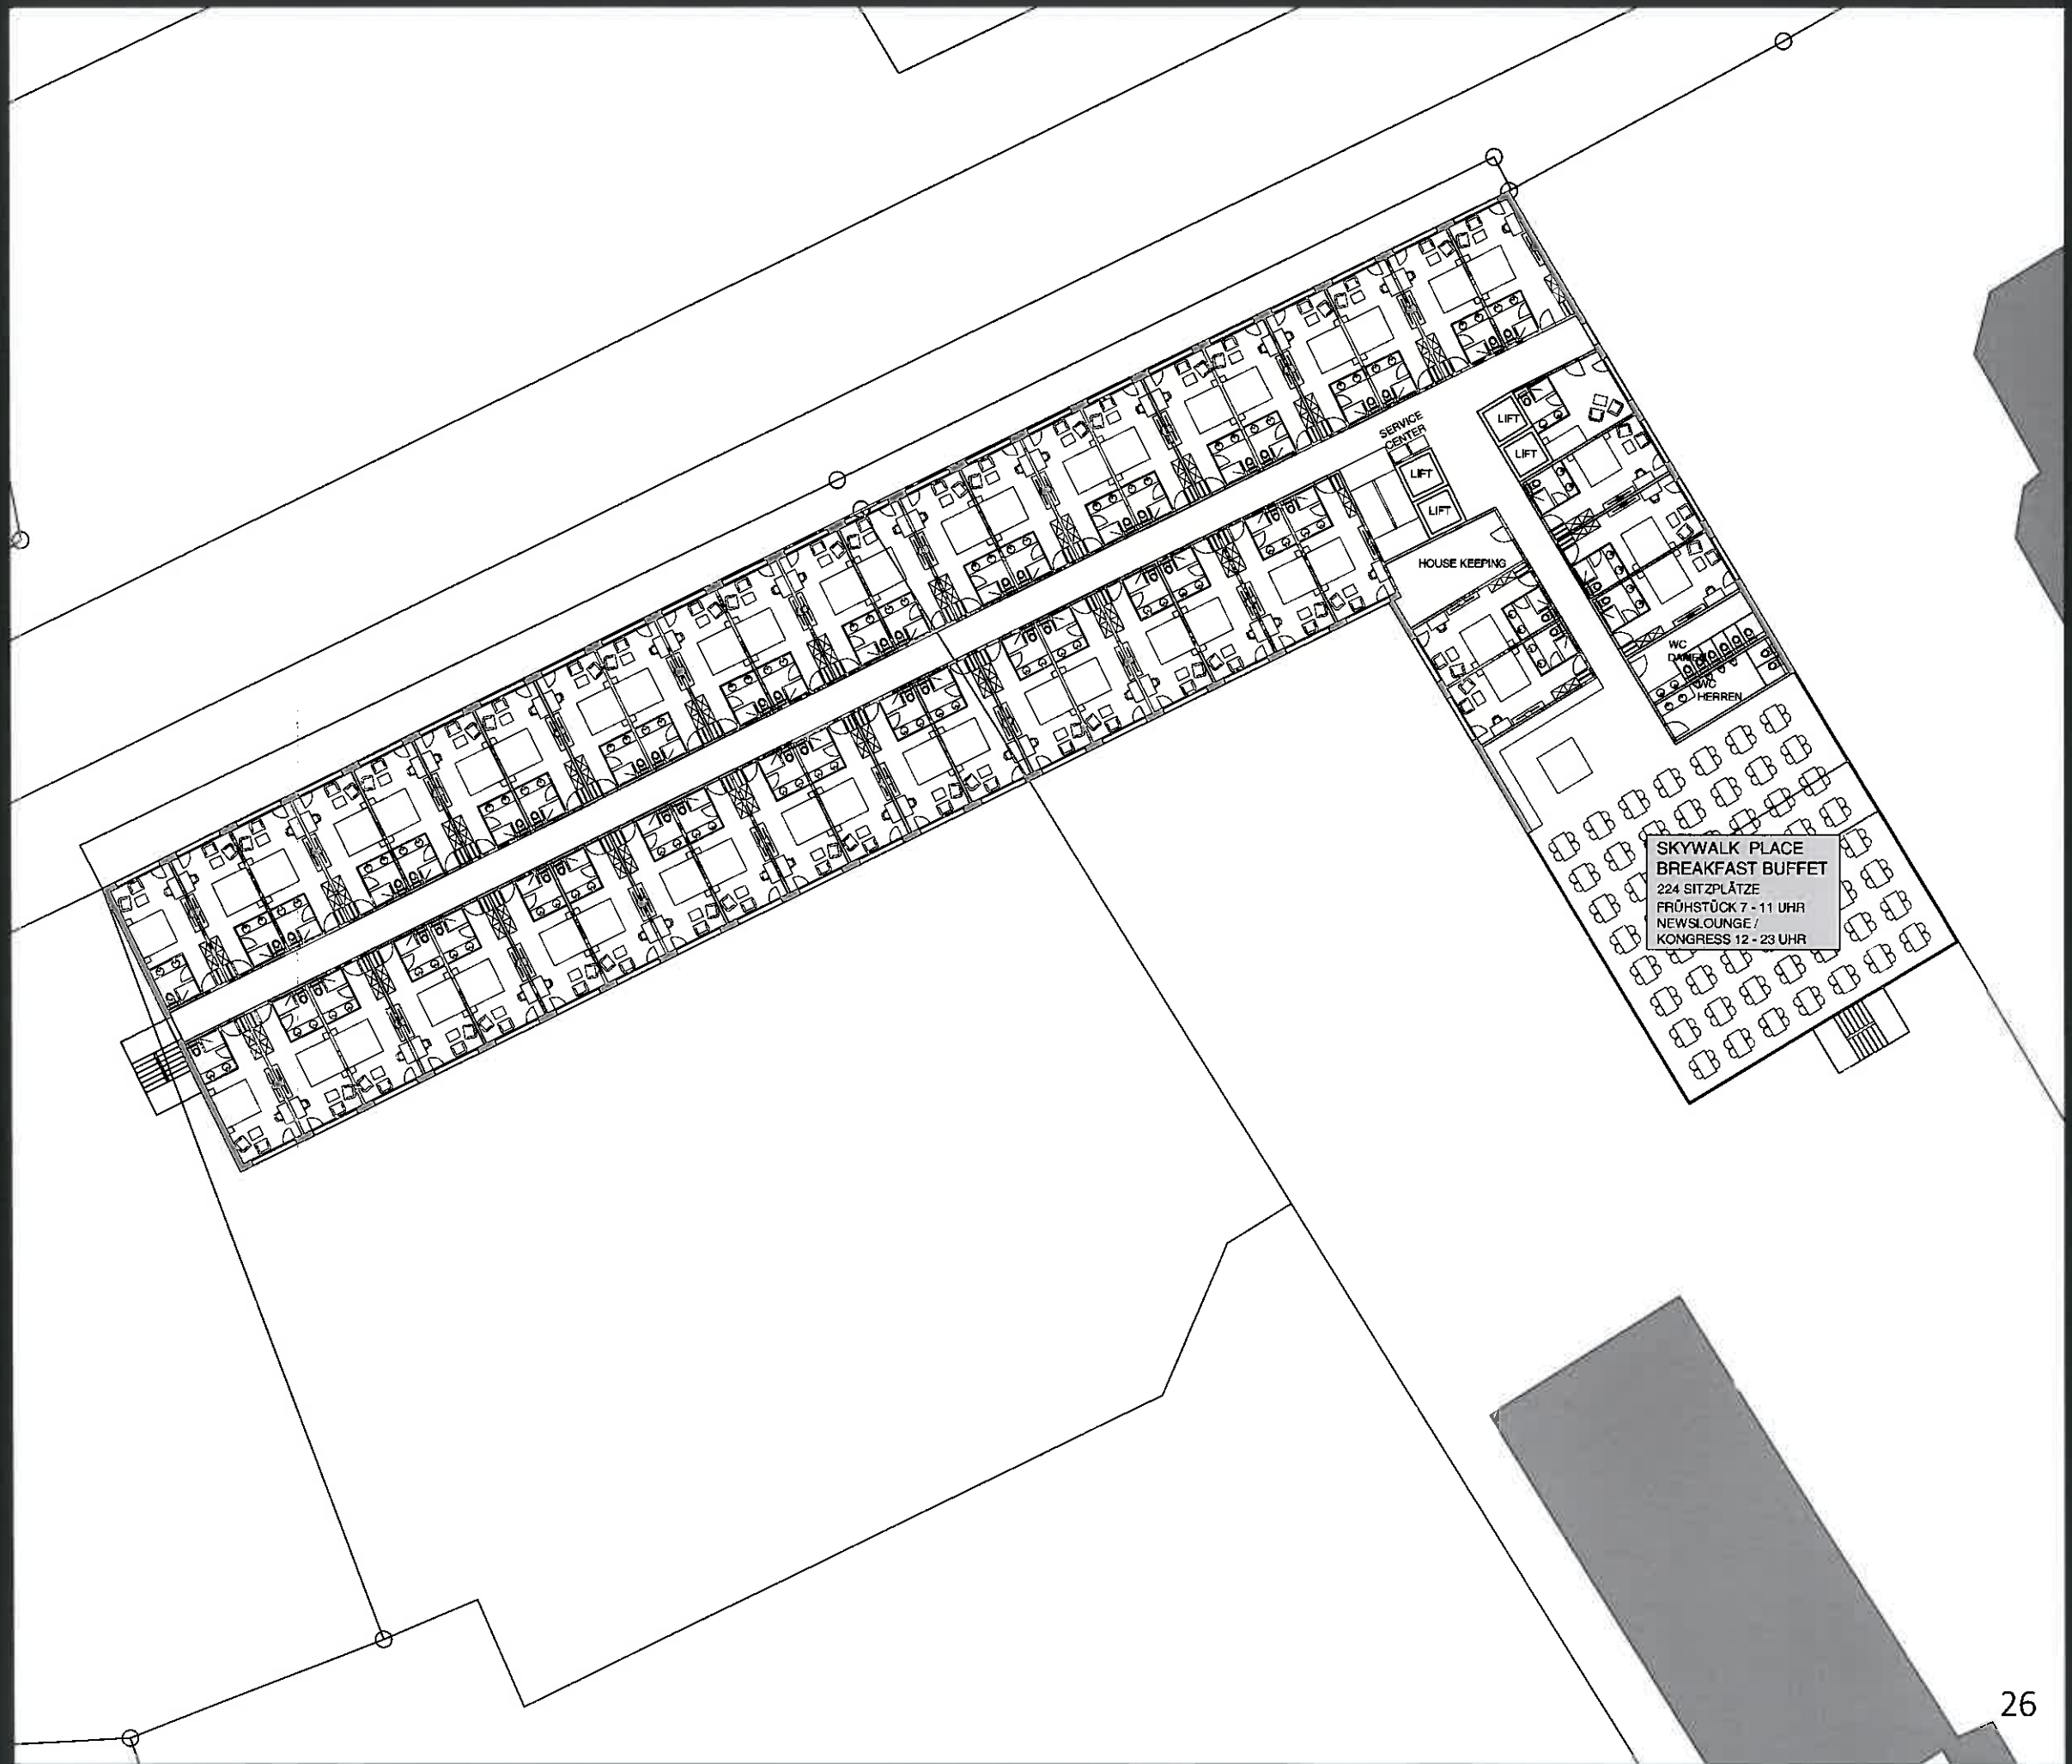 SERVICE
CENTER
LIFT
LIFT
LIFT
LIFT
HOUSE KEEPING
WC
DAMEN
WC
HERREN
SKYWALK PLACE
BREAKFAST BUFFET
224 SITZPLÄTZE
FRÜHSTÜCK 7 - 11 UHR
NEWSLOUNGE /
KONGRESS 12 - 23 UHR
26